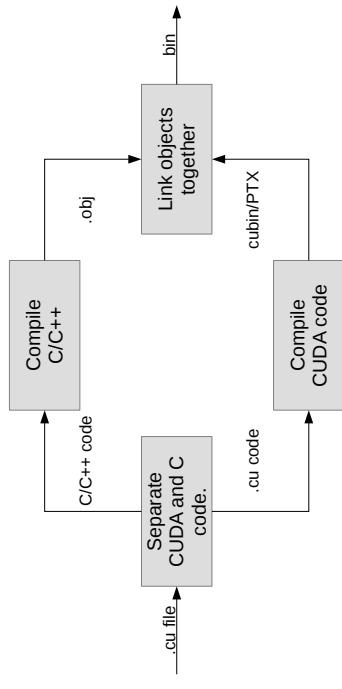 .cu file
Separate
CUDA and C
code.
C/C++ code
.cu code
Compile
C/C++
Compile
CUDA code
.obj
cubin/PTX
Link objects
together
bin